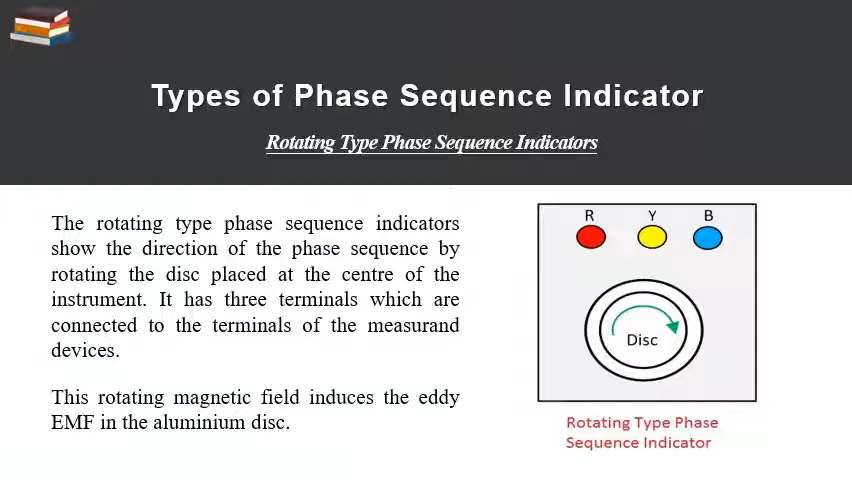 Types of Phase Sequence Indicator
Rotating Type Phase Sequence Indicators
The rotating type phase sequence indicators
show the direction of the phase sequence by
rotating the disc placed at the centre of the
instrument. It has three terminals which are
connected to the terminals of the measurand
devices.
This rotating magnetic field induces the eddy
EMF in the aluminium disc.
R Y B
Disc
Rotating Type Phase
Sequence Indicator